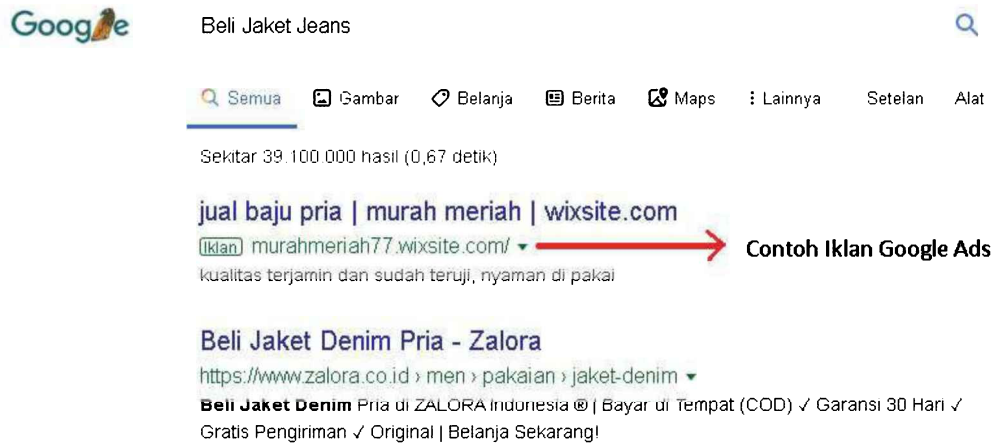 Google
Beli Jaket Jeans
Semua Gambar Belanja Berita Maps Lainnya Setelan Alat
Sekitar 39.100.000 hasil (0,67 detik)
jual baju pria | murah meriah | wixsite.com
Iklan murahmeriah77.wixsite.com/
Contoh Iklan Google Ads
kualitas terjamin dan sudah teruji, nyaman di pakai
Beli Jaket Denim Pria - Zalora
https://www.zalora.co.id › men › pakaian › jaket-denim
Beli Jaket Denim Pria di ZALORA Indonesia ® | Bayar di Tempat (COD) ✓ Garansi 30 Hari ✓
Gratis Pengiriman ✓ Original | Belanja Sekarang!